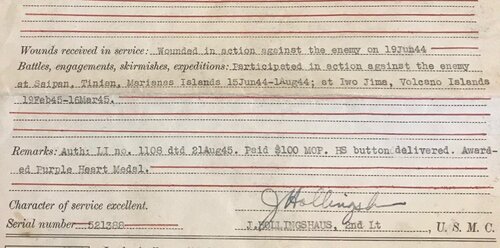 Wounds received in service: Wounded in action against the enemy on 19Jun44
Battles, engagements, skirmishes, expeditions: Participated in action against the enemy
at Saipan, Tinian, Marianas Islands 15Jun44-1Aug44; at Iwo Jima, Volcano Islands
19Feb45-16Mar45.
Remarks: Auth: LI no. 1108 dtd 21Aug45. Paid $100 MOP. HS button delivered. Award-
ed Purple Heart Medal.
Character of service excellent.
J Hollingsh
Serial number 521388 J. HOLLINGSHAUS, 2nd Lt, U. S. M. C.